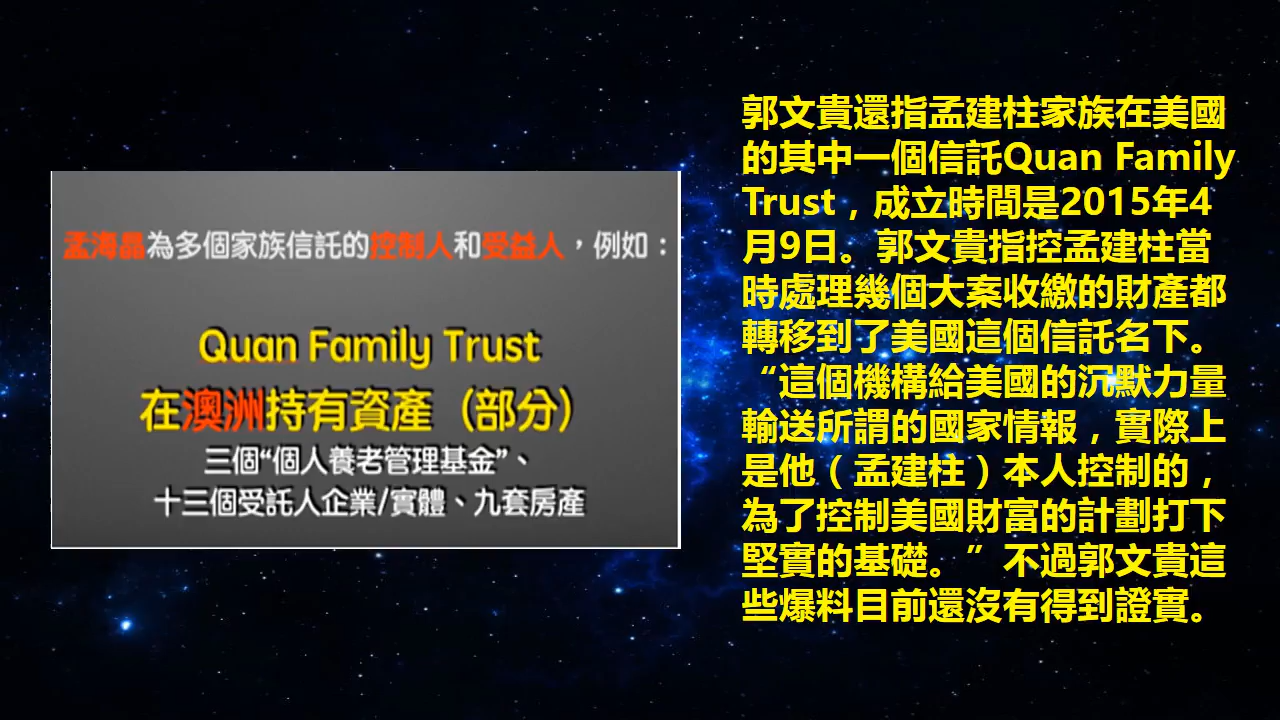 孟海晶為多個家族信託的控制人和受益人，例如：
Quan Family Trust
在澳洲持有資產（部分）
三個“個人養老管理基金”、
十三個受託人企業/實體、九套房產
郭文貴還指孟建柱家族在美國
的其中一個信託Quan Family
Trust，成立時間是2015年4
月9日。郭文貴指控孟建柱當
時處理幾個大案收繳的財產都
轉移到了美國這個信託名下。
“這個機構給美國的沉默力量
輸送所謂的國家情報，實際上
是他（孟建柱）本人控制的，
為了控制美國財富的計劃打下
堅實的基礎。”不過郭文貴這
些爆料目前還沒有得到證實。